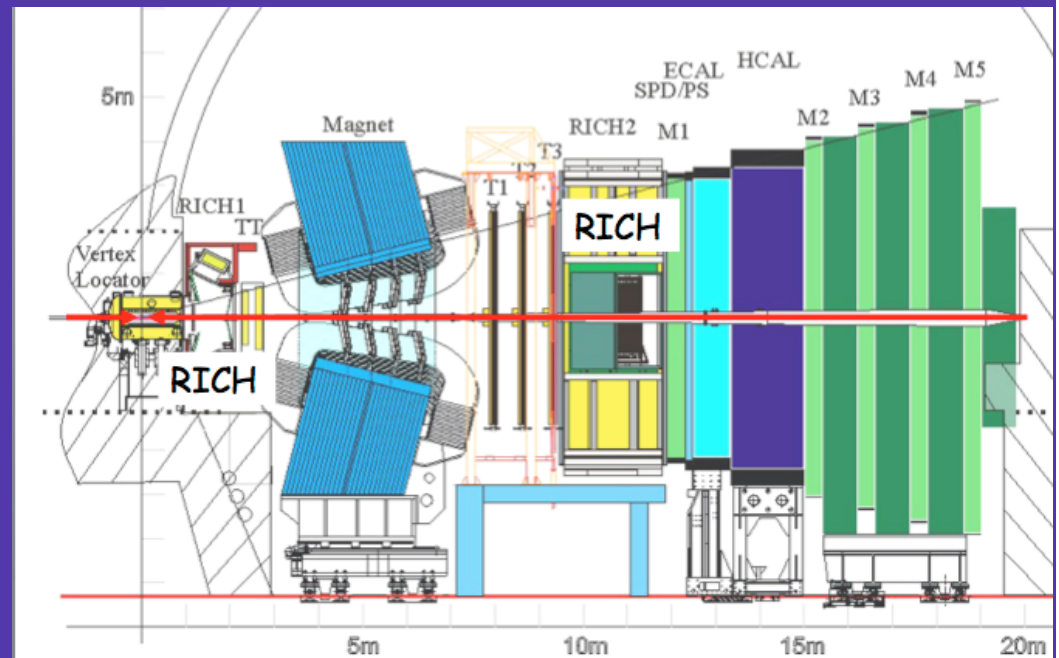 HCAL
ECAL
SPD/PS
M5
M4
M3
M2
5m
Magnet
RICH2
M1
T3
T2
T1
RICH1
TT
RICH
Vertex
Locator
RICH
5m
10m
15m
20m